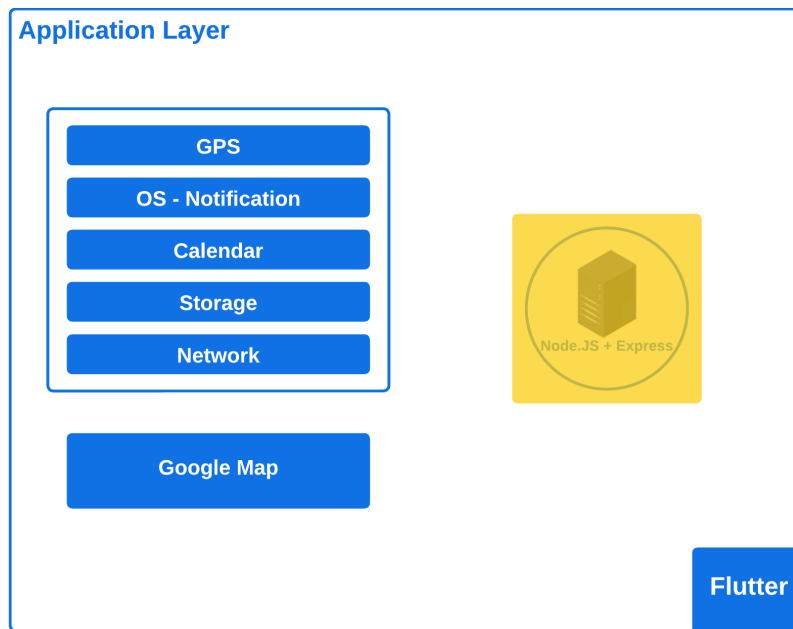 Application Layer
GPS
OS - Notification
Calendar
Storage
Network
Node.JS + Express
Google Map
Flutter